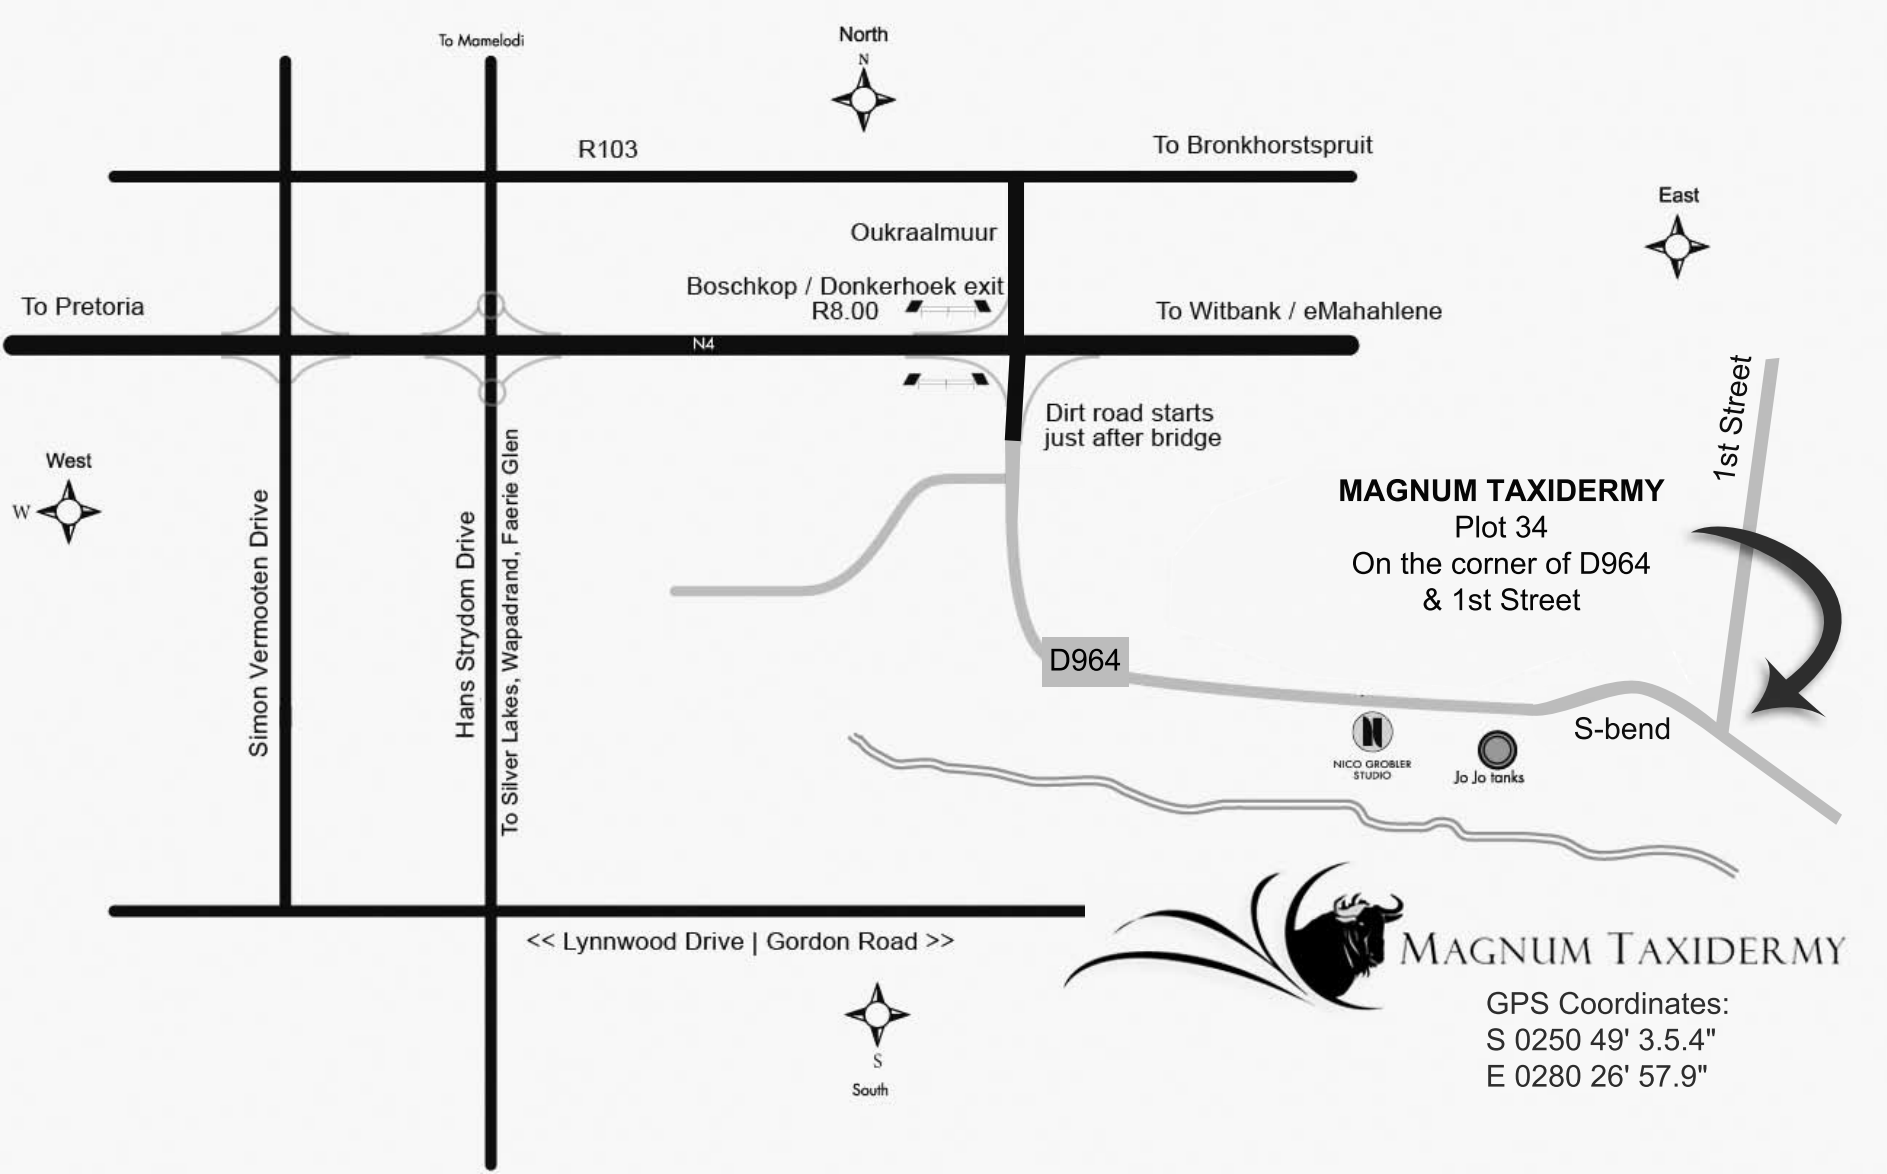 North
N
To Mamelodi
R103
To Bronkhorstspruit
East
Oukraalmuur
Boschkop / Donkerhoek exit
R8.00
To Pretoria
To Witbank / eMahahlene
N4
1st Street
Dirt road starts
just after bridge
West
W
MAGNUM TAXIDERMY
Plot 34
On the corner of D964
& 1st Street
Simon Vermooten Drive
Hans Strydom Drive
To Silver Lakes, Wapadrand, Faerie Glen
D964
S-bend
NICO GROBLER
STUDIO
Jo Jo tanks
<< Lynnwood Drive | Gordon Road >>
MAGNUM TAXIDERMY
GPS Coordinates:
S 0250 49' 3.5.4"
E 0280 26' 57.9"
S
South